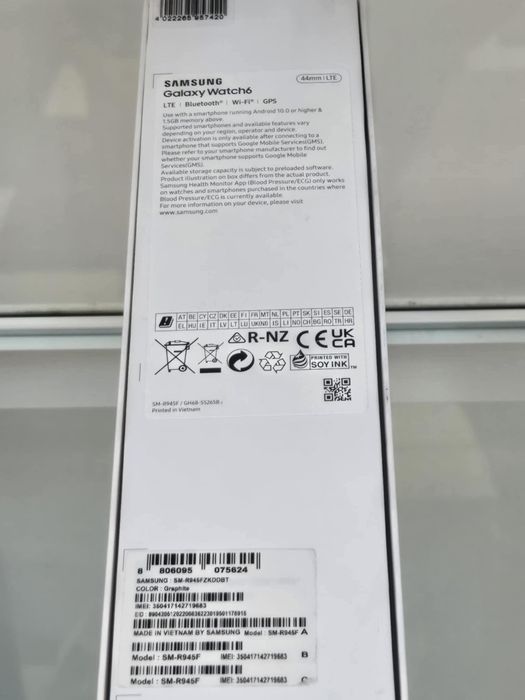 4 022265 957420
SAMSUNG
Galaxy Watch6
44mm | LTE
LTE | Bluetooth® | Wi-Fi® | GPS
Use with a smartphone running Android 10.0 or higher &
1.5GB memory above.
Supported smartphones and available features vary
depending on your region, operator and device.
Device activation is only available after connecting to a
smartphone that supports Google Mobile Services(GMS).
Please refer to your smartphone manufacturer to find out
whether your smartphone supports Google Mobile
Services(GMS).
Available storage capacity is subject to preloaded software.
Product illustration on box differs from the actual product.
Samsung Health Monitor App (Blood Pressure/ECG) only works
on watches and smartphones purchased in the countries where
Blood Pressure/ECG is currently available.
For more information on your device, please visit
www.samsung.com
AT BE CY CZ DK EE FI FR MT NL PL PT SK SI ES SE DE
EL HU IE IT LV LT LU UK(NI) IS LI NO CH BG RO TR HR
R-NZ CE UK CA
PRINTED WITH
SOY INK™
SM-R945F / GH68-55265B
Printed in Vietnam
8 806095 075624
SAMSUNG : SM-R945FZKDDBT
COLOR : Graphite
IMEI: 350417142719683
MADE IN VIETNAM BY SAMSUNG Model : SM-R945F A
Model : SM-R945F IMEI: 350417142719683 B
Model : SM-R945F IMEI: 350417142719683 C